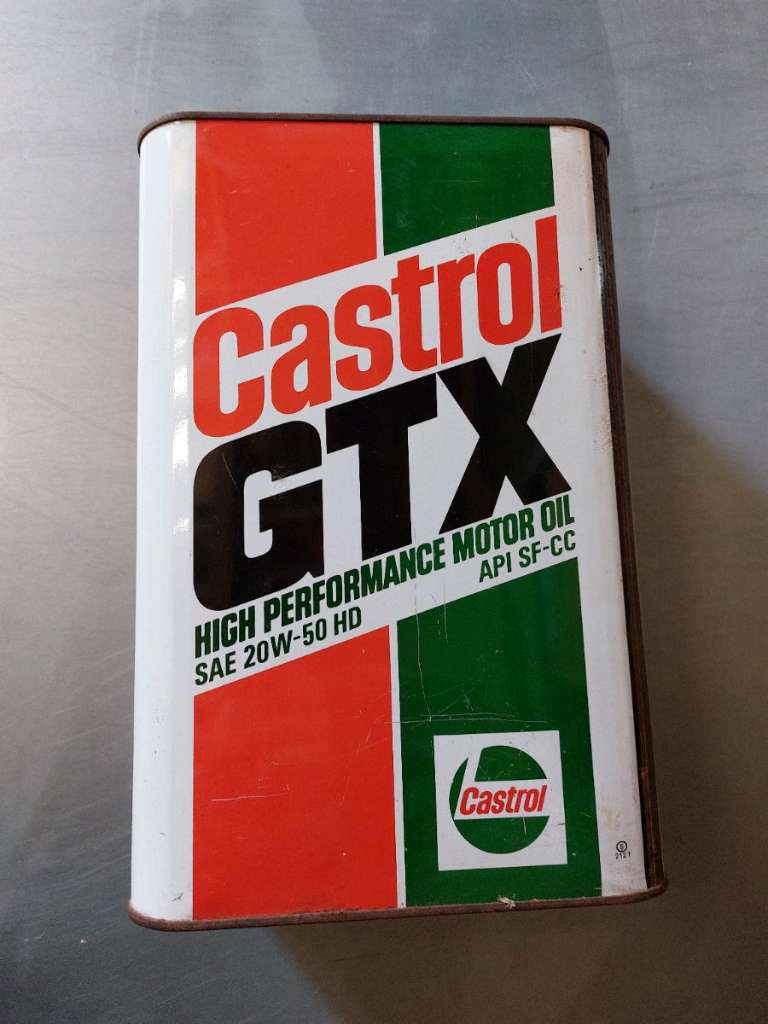 Castrol
GTX
HIGH PERFORMANCE MOTOR OIL
SAE 20W-50 HD
API SF-CC
Castrol